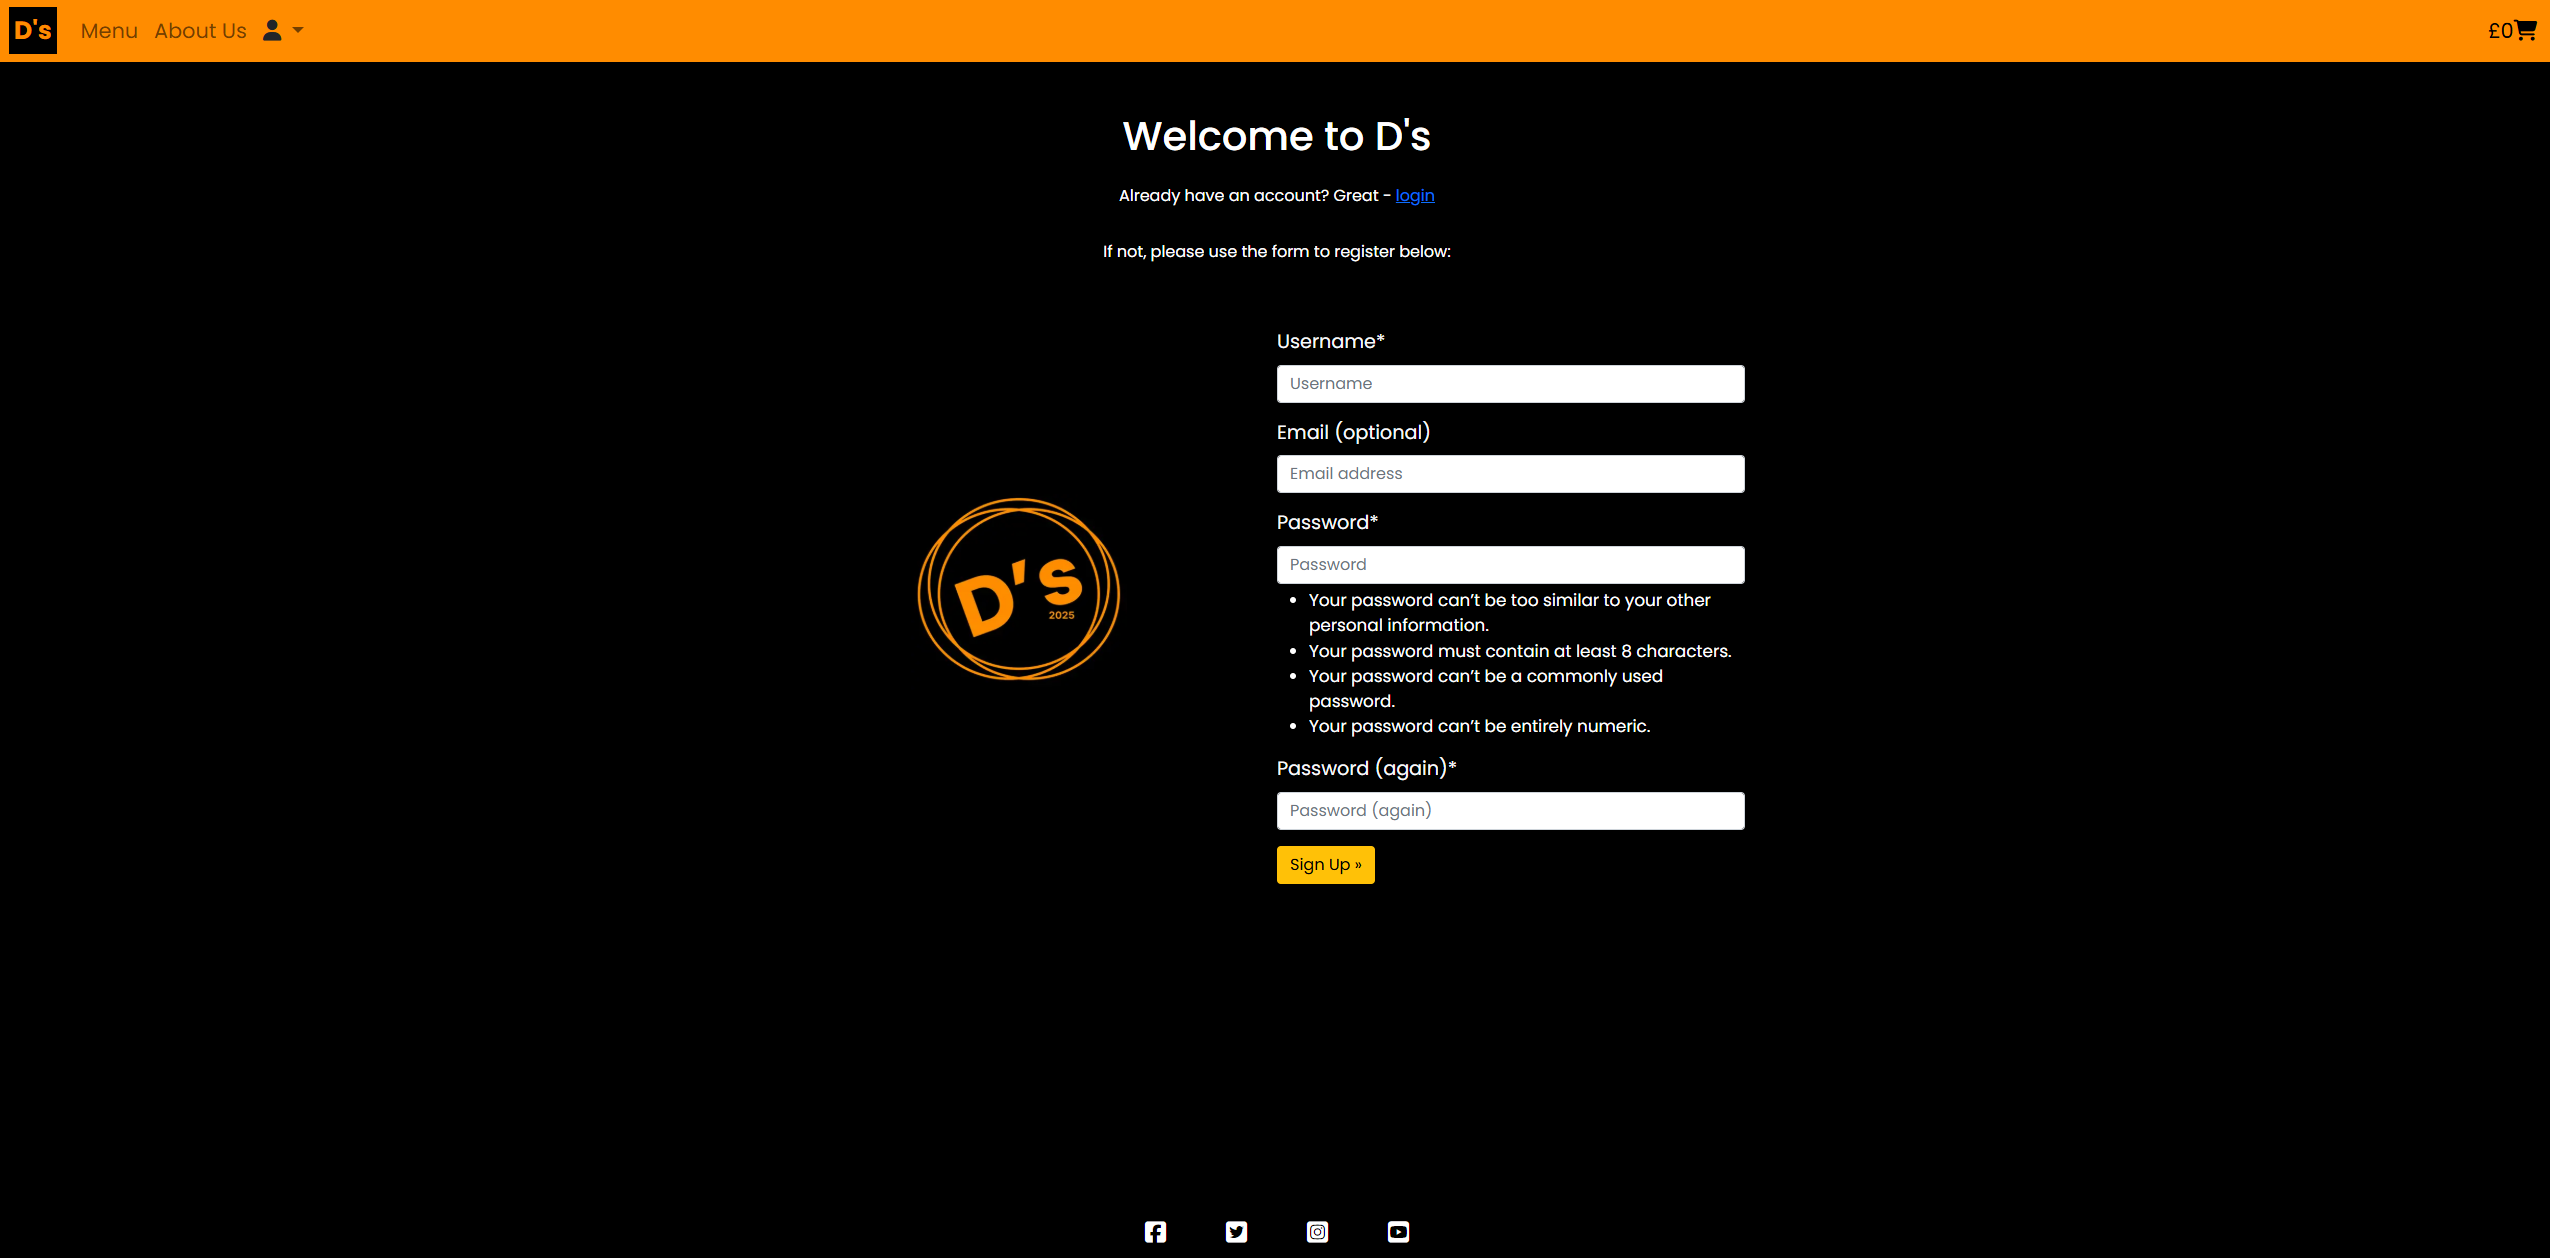 D's
Menu
About Us
£0
Welcome to D's
Already have an account? Great - login
If not, please use the form to register below:
Username*
Username
Email (optional)
Email address
D's
2025
Password*
Password
• Your password can’t be too similar to your other
personal information.
• Your password must contain at least 8 characters.
• Your password can’t be a commonly used
password.
• Your password can’t be entirely numeric.
Password (again)*
Password (again)
Sign Up »